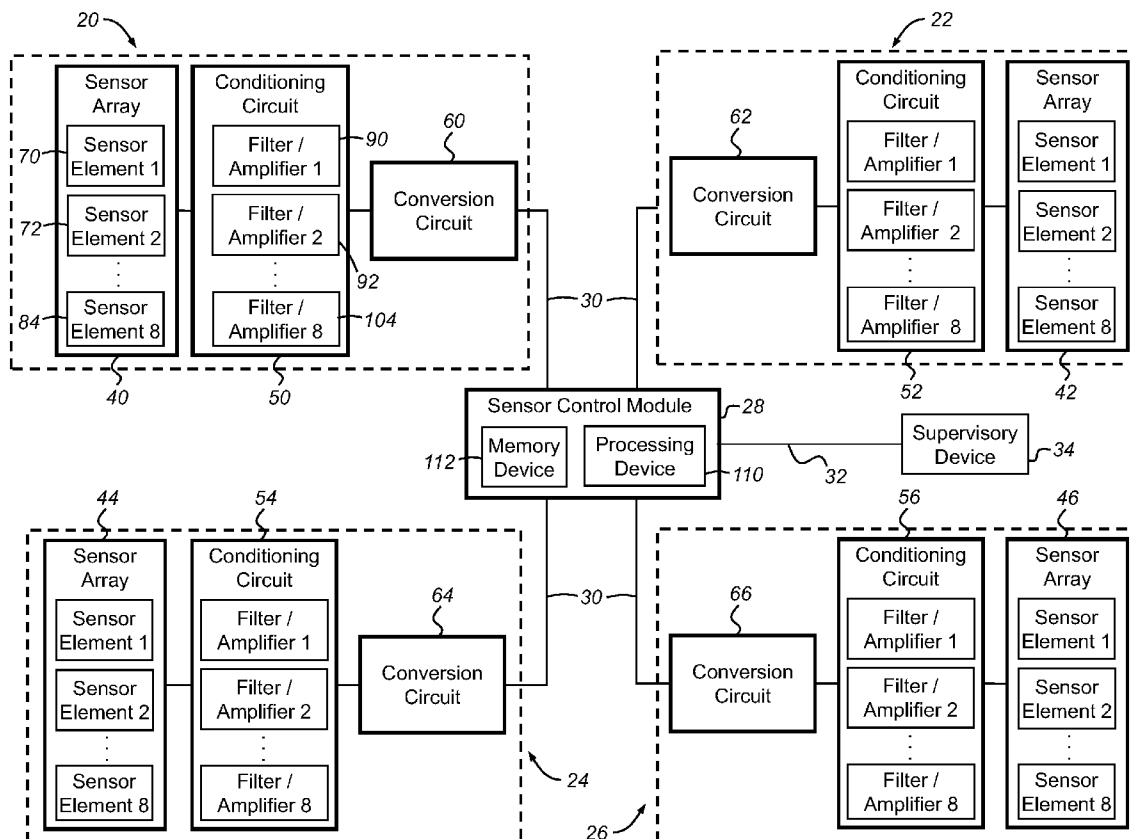 20
Sensor
Array
Conditioning
Circuit
70
Sensor
Element 1
Filter /
Amplifier 1
90
60
72
Sensor
Element 2
Filter /
Amplifier 2
92
Conversion
Circuit
84
Sensor
Element 8
Filter /
Amplifier 8
104
40
50
30
22
62
Conversion
Circuit
Conditioning
Circuit
Sensor
Array
Filter /
Amplifier 1
Sensor
Element 1
Filter /
Amplifier 2
Sensor
Element 2
Filter /
Amplifier 8
Sensor
Element 8
52
42
Sensor Control Module
28
112
Memory
Device
Processing
Device
110
32
Supervisory
Device
34
44
54
Sensor
Array
Conditioning
Circuit
Sensor
Element 1
Filter /
Amplifier 1
64
Sensor
Element 2
Filter /
Amplifier 2
Conversion
Circuit
Sensor
Element 8
Filter /
Amplifier 8
24
30
56
46
66
Conversion
Circuit
Conditioning
Circuit
Sensor
Array
Filter /
Amplifier 1
Sensor
Element 1
Filter /
Amplifier 2
Sensor
Element 2
Filter /
Amplifier 8
Sensor
Element 8
26